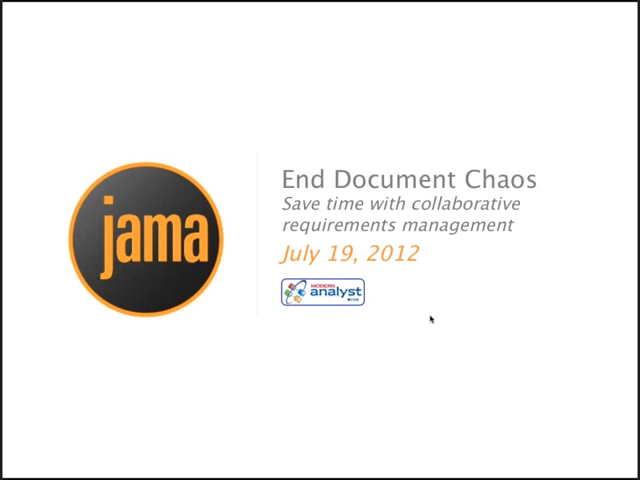 jama
End Document Chaos
Save time with collaborative
requirements management
July 19, 2012
MODERN
analyst